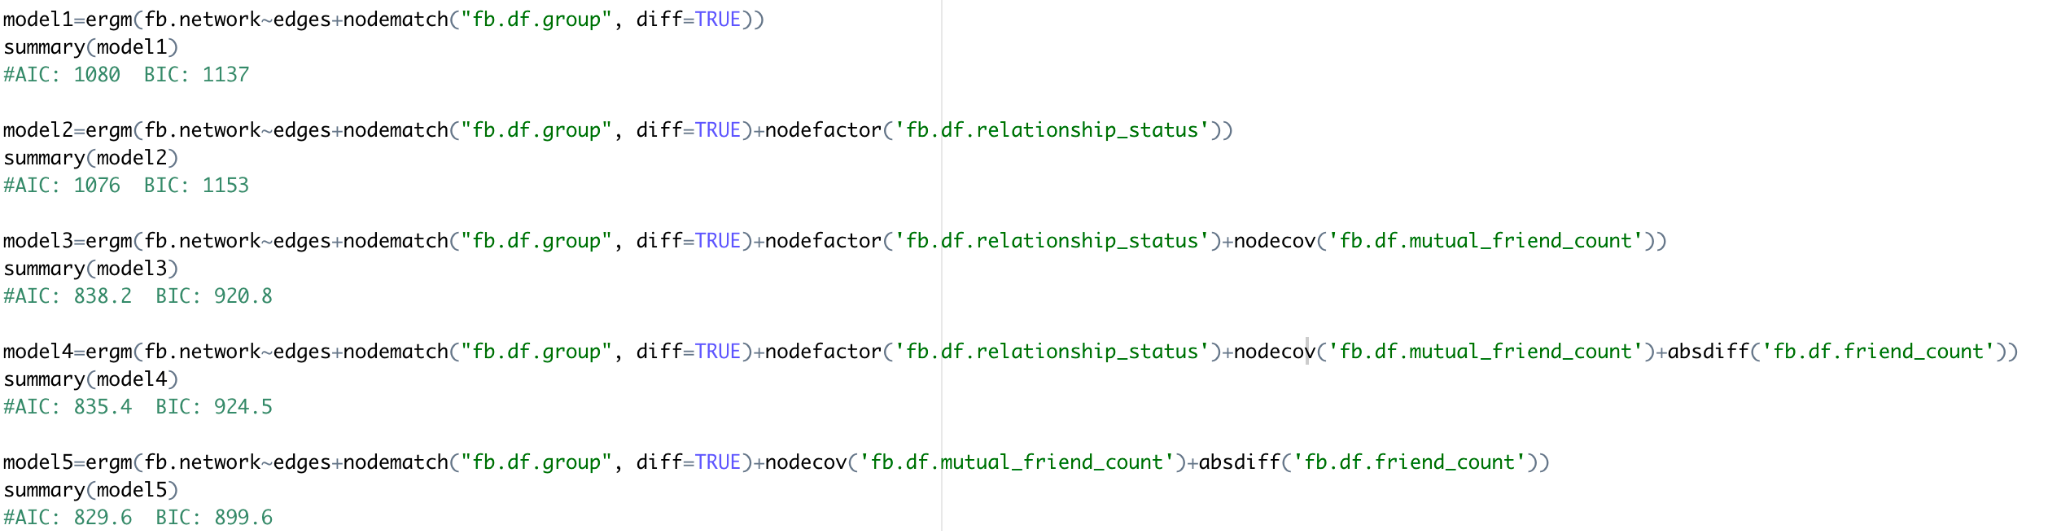 model1=ergm(fb.network~edges+nodematch("fb.df.group", diff=TRUE))
summary(model1)
#AIC: 1080  BIC: 1137
model2=ergm(fb.network~edges+nodematch("fb.df.group", diff=TRUE)+nodefactor('fb.df.relationship_status'))
summary(model2)
#AIC: 1076  BIC: 1153
model3=ergm(fb.network~edges+nodematch("fb.df.group", diff=TRUE)+nodefactor('fb.df.relationship_status')+nodecov('fb.df.mutual_friend_count'))
summary(model3)
#AIC: 838.2  BIC: 920.8
model4=ergm(fb.network~edges+nodematch("fb.df.group", diff=TRUE)+nodefactor('fb.df.relationship_status')+nodecov('fb.df.mutual_friend_count')+absdiff('fb.df.friend_count'))
summary(model4)
#AIC: 835.4  BIC: 924.5
model5=ergm(fb.network~edges+nodematch("fb.df.group", diff=TRUE)+nodecov('fb.df.mutual_friend_count')+absdiff('fb.df.friend_count'))
summary(model5)
#AIC: 829.6  BIC: 899.6